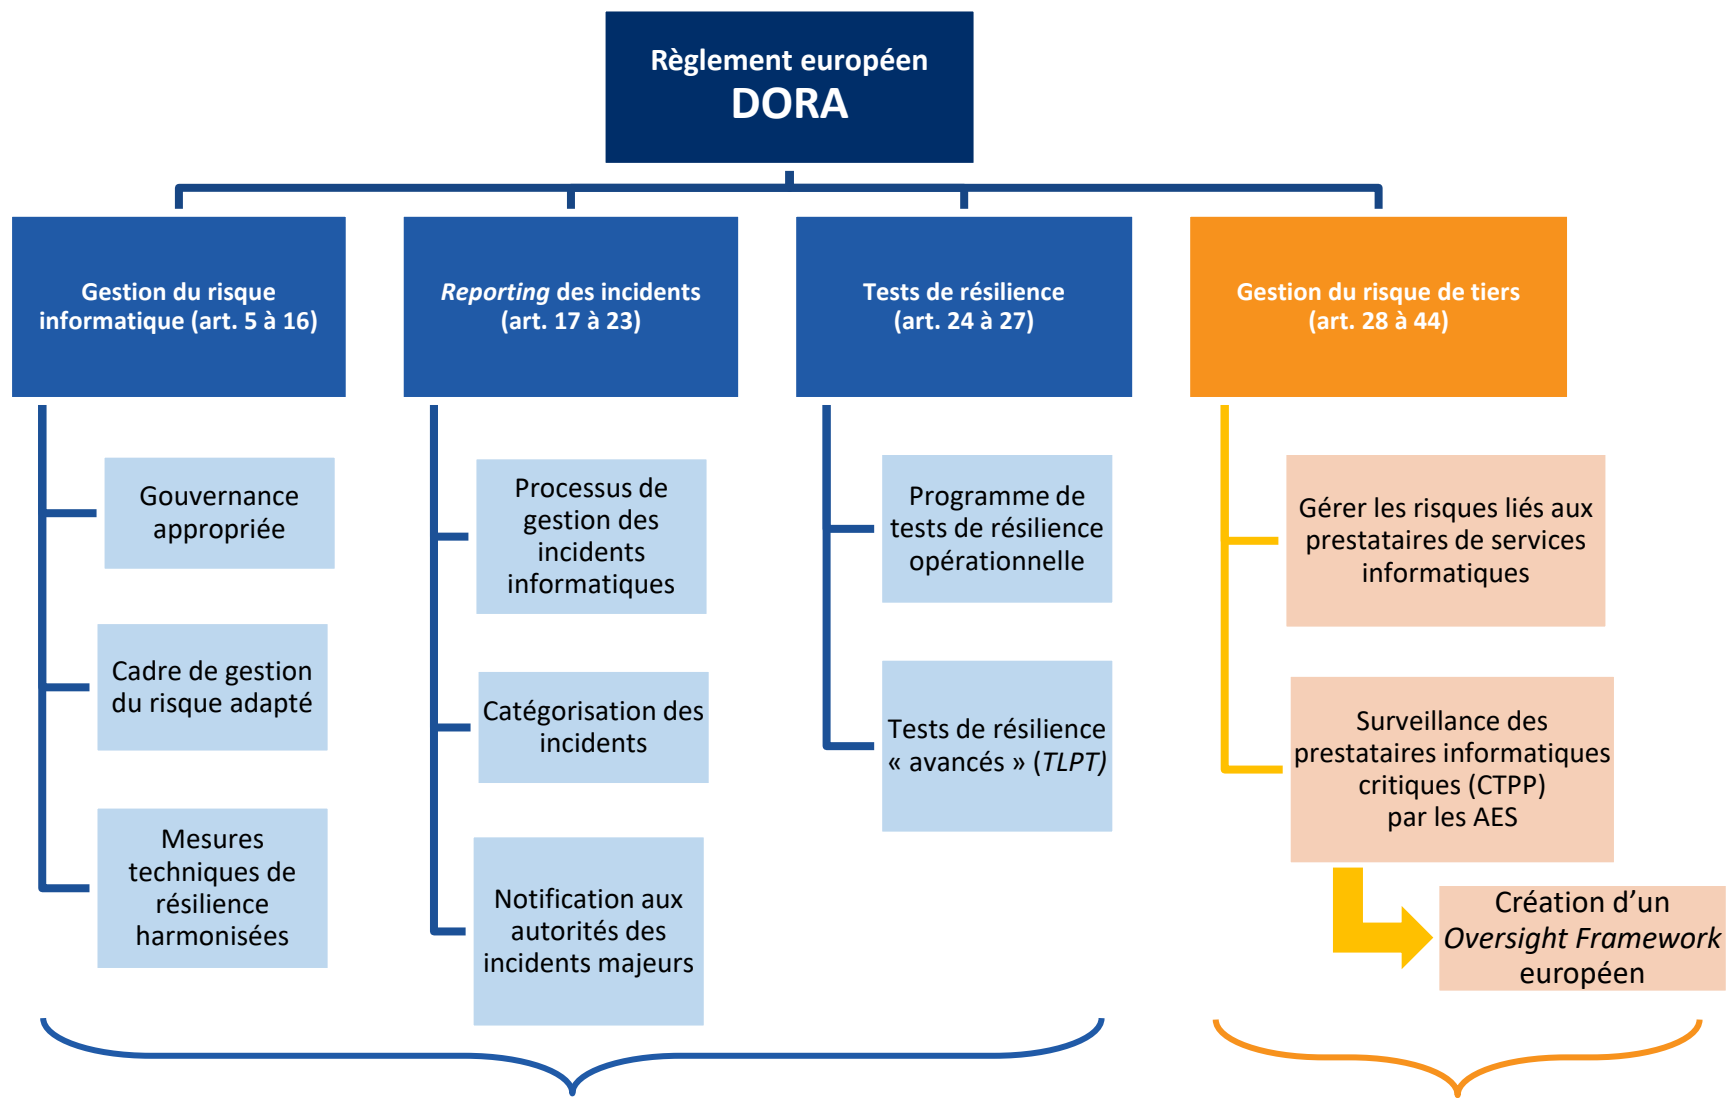 Règlement européen
DORA
Gestion du risque
informatique (art. 5 à 16)
Gouvernance
appropriée
Cadre de gestion
du risque adapté
Mesures
techniques de
résilience
harmonisées
Reporting des incidents
(art. 17 à 23)
Processus de
gestion des
incidents
informatiques
Catégorisation des
incidents
Notification aux
autorités des
incidents majeurs
Tests de résilience
(art. 24 à 27)
Programme de
tests de résilience
opérationnelle
Tests de résilience
« avancés » (TLPT)
Gestion du risque de tiers
(art. 28 à 44)
Gérer les risques liés aux
prestataires de services
informatiques
Surveillance des
prestataires informatiques
critiques (CTPP)
par les AES
Création d’un
Oversight Framework
européen